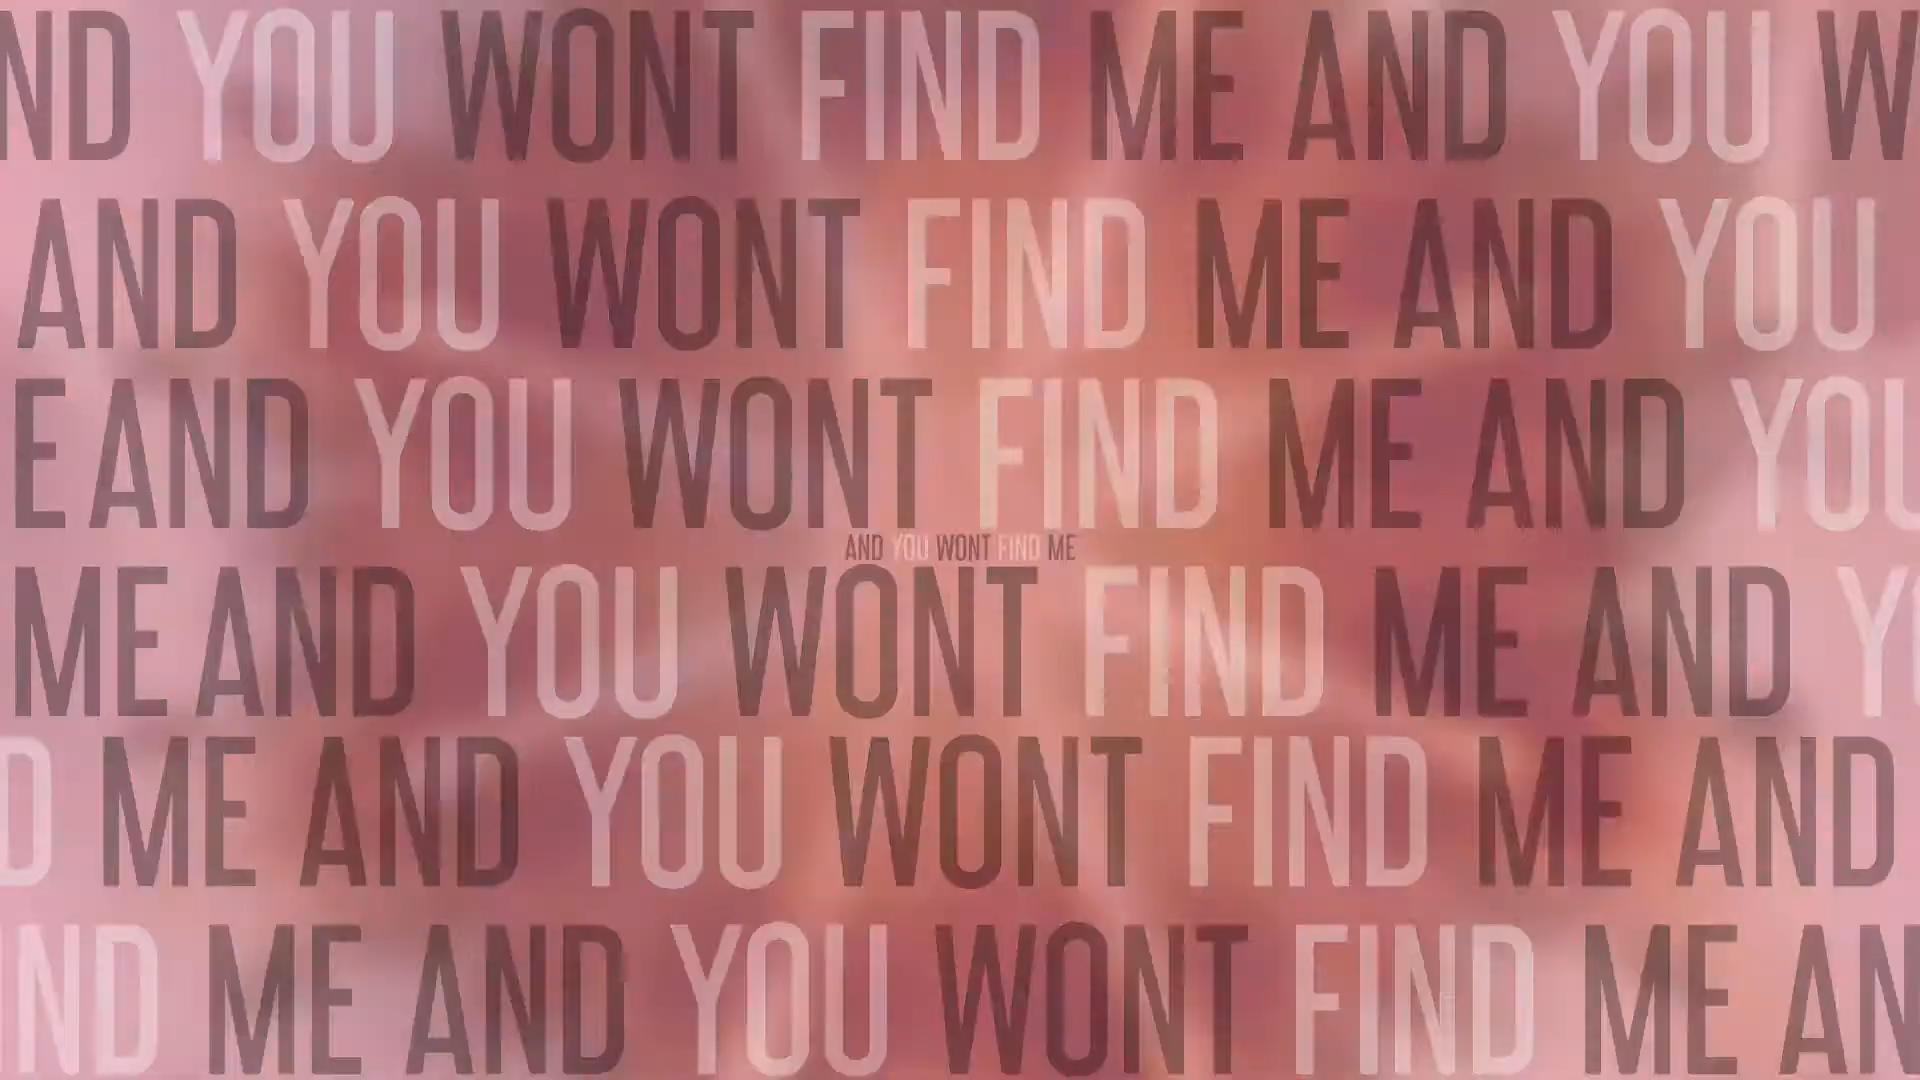 ND YOU WONT FIND ME AND YOU W
AND YOU WONT FIND ME AND YOU
E AND YOU WONT FIND ME AND YOU
AND YOU WONT FIND ME
ME AND YOU WONT FIND ME AND Y
D ME AND YOU WONT FIND ME AND
ND ME AND YOU WONT FIND ME AN